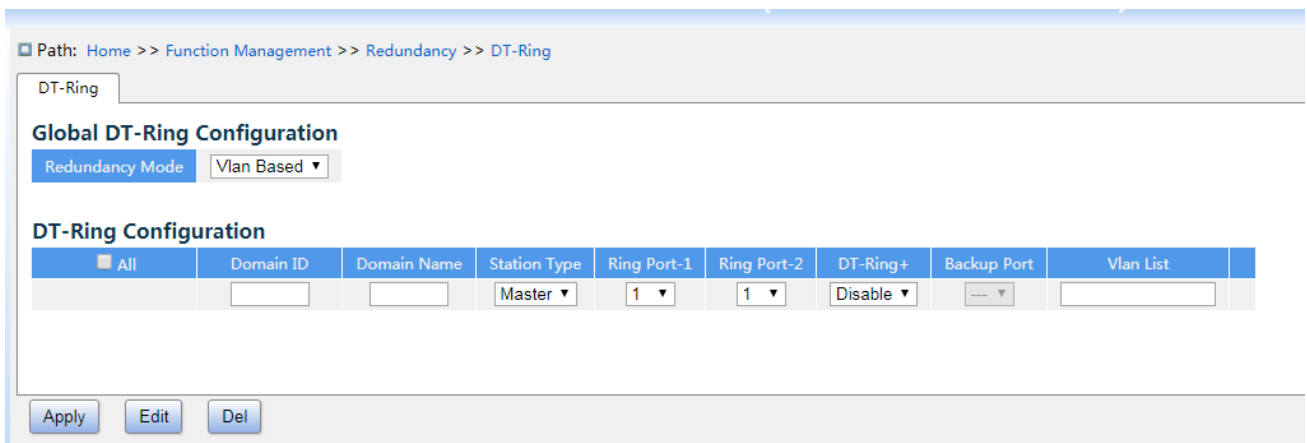 Path: Home >> Function Management >> Redundancy >> DT-Ring
DT-Ring
Global DT-Ring Configuration
Redundancy Mode Vlan Based
DT-Ring Configuration
All Domain ID Domain Name Station Type Ring Port-1 Ring Port-2 DT-Ring+ Backup Port Vlan List
Master 1 1 Disable ---
Apply Edit Del